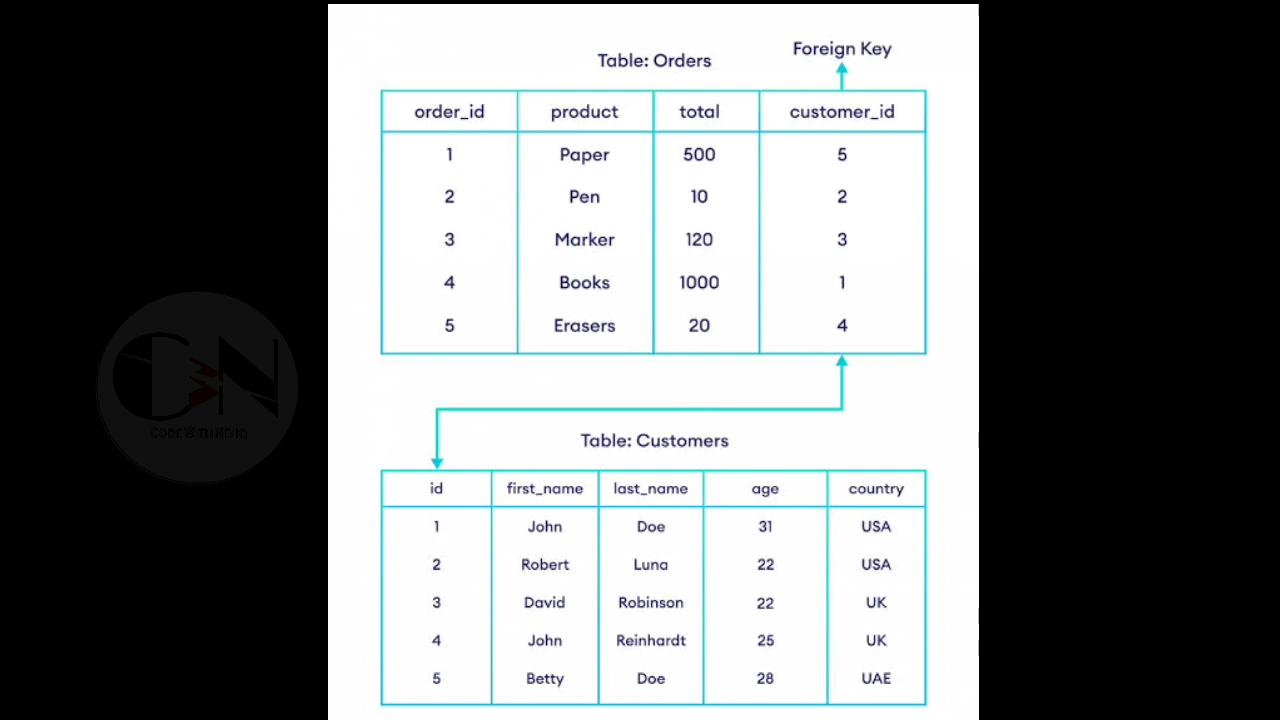 Foreign Key
Table: Orders
order_id product total customer_id
1 Paper 500 5
2 Pen 10 2
3 Marker 120 3
4 Books 1000 1
5 Erasers 20 4
Table: Customers
id first_name last_name age country
1 John Doe 31 USA
2 Robert Luna 22 USA
3 David Robinson 22 UK
4 John Reinhardt 25 UK
5 Betty Doe 28 UAE